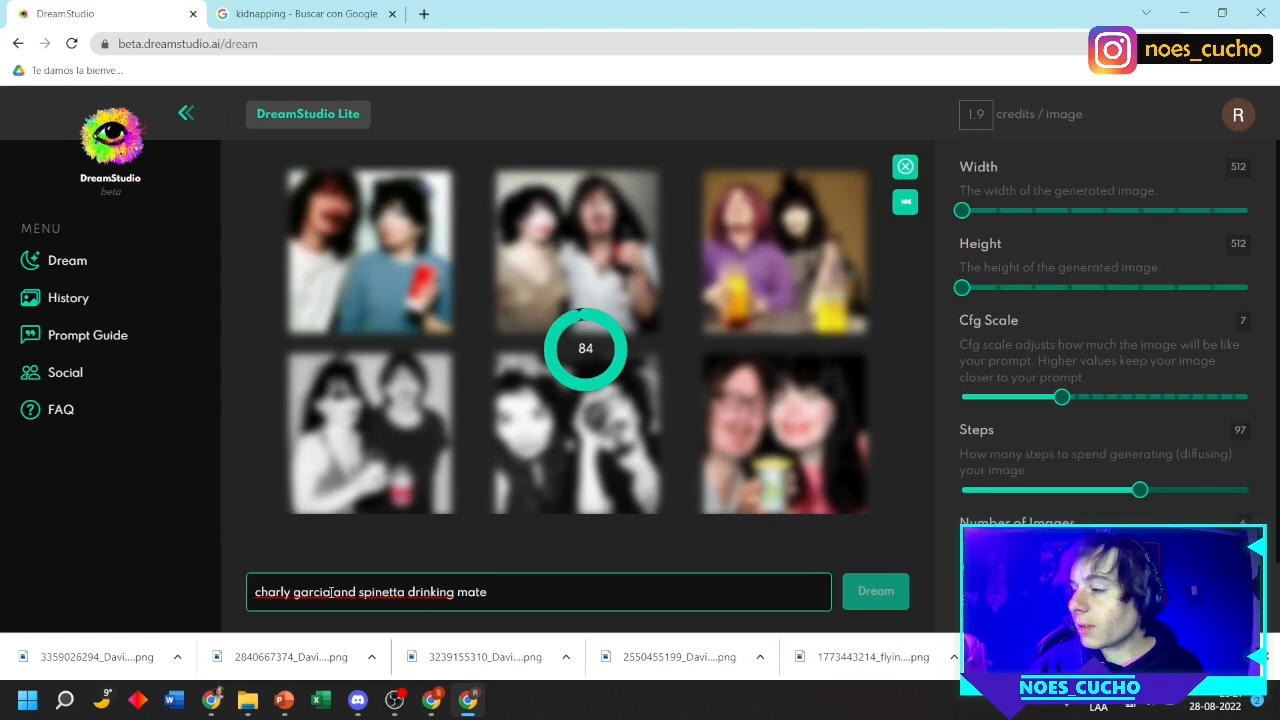 DreamStudio
kidnapping - Buscar con Google
beta.dreamstudio.ai/dream
noes_cucho
Te damos la bienve...
DreamStudio Lite
1.9 credits / image
R
DreamStudio
beta
MENU
Dream
History
Prompt Guide
Social
FAQ
84
Width 512
The width of the generated image.
Height 512
The height of the generated image.
Cfg Scale 7
Cfg scale adjusts how much the image will be like
your prompt. Higher values keep your image
closer to your prompt.
Steps 97
How many steps to spend generating (diffusing)
your image.
Number of Images
charly garcia and spinetta drinking mate
Dream
3359026294_Davi....png
2849967374_Davi....png
3239155310_Davi....png
2550455199_Davi....png
1773443214_flyin....png
NOES_CUCHO
9°
LAA
28-08-2022
2